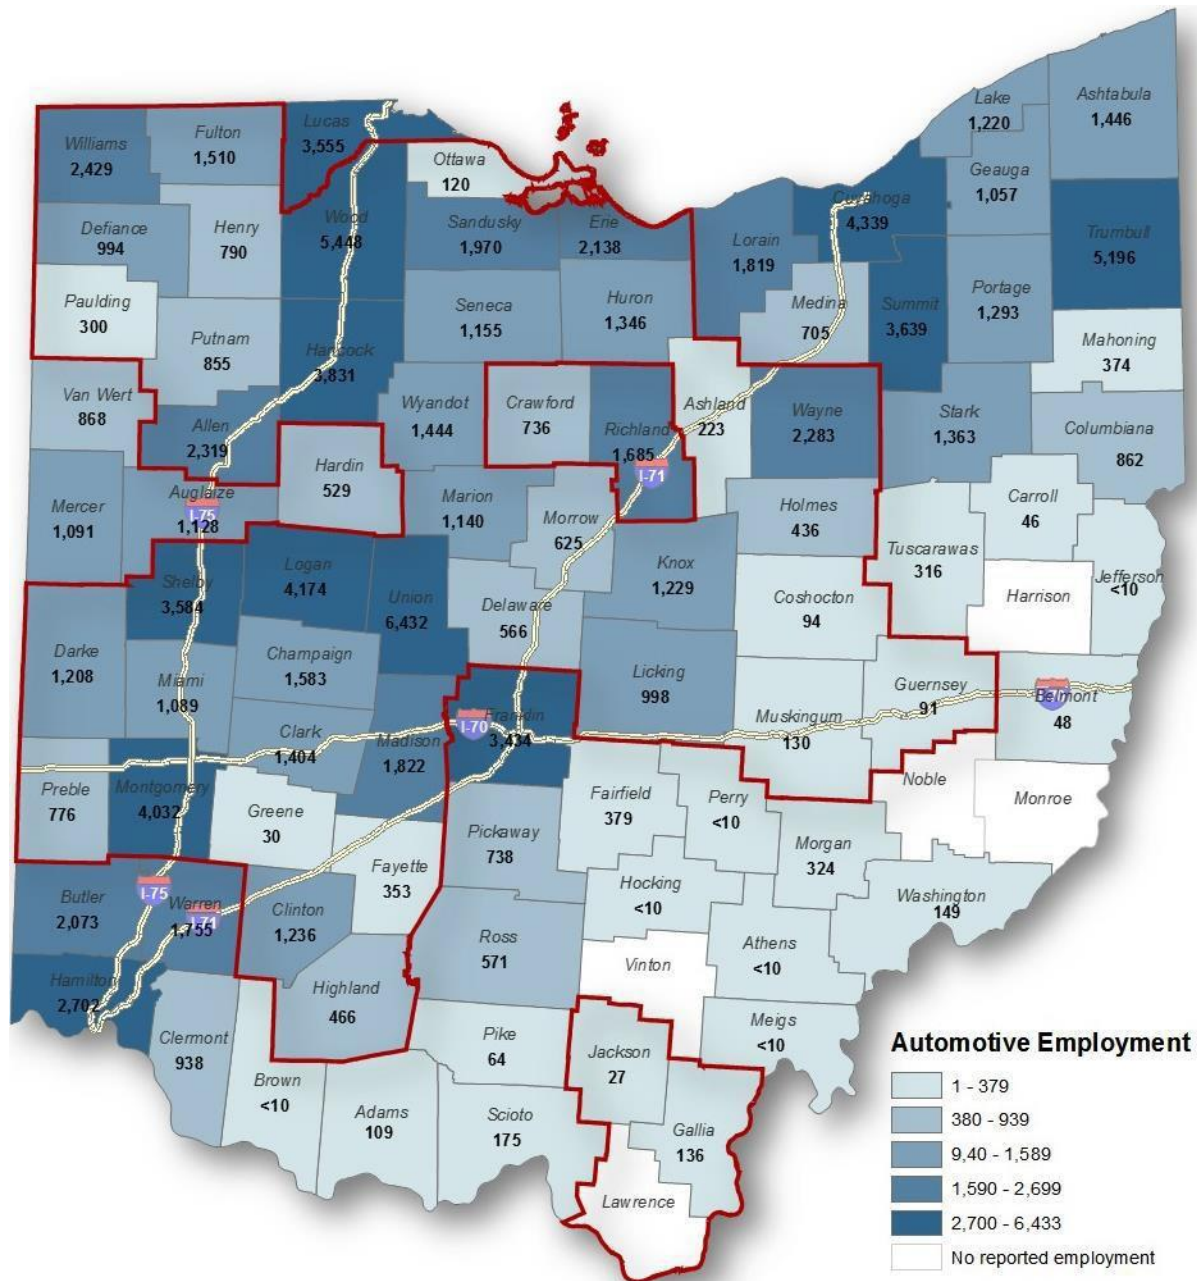 Lake
1,220
Ashtabula
1,446
Geauga
1,057
Williams
2,429
Fulton
1,510
Lucas
3,555
Ottawa
120
Cuyahoga
4,339
Defiance
994
Henry
790
Wood
5,448
Sandusky
1,970
Erie
2,138
Lorain
1,819
Trumbull
5,196
Paulding
300
Putnam
855
Hancock
3,831
Seneca
1,155
Huron
1,346
Medina
705
Summit
3,639
Portage
1,293
Mahoning
374
Van Wert
868
Allen
2,319
Wyandot
1,444
Crawford
736
Richland
1,685
Ashland
223
Wayne
2,283
Stark
1,363
Columbiana
862
Mercer
1,091
Auglaize
I-75
1,128
Hardin
529
Marion
1,140
Morrow
625
I-71
Holmes
436
Carroll
46
Tuscarawas
316
Jefferson
<10
Harrison
Shelby
3,584
Logan
4,174
Union
6,432
Delaware
566
Knox
1,229
Coshocton
94
Darke
1,208
Miami
1,089
Champaign
1,583
Licking
998
Muskingum
130
Guernsey
91
Belmont
48
Clark
1,404
Madison
1,822
I-70
Franklin
3,434
Preble
776
Montgomery
4,032
Greene
30
Fairfield
379
Perry
<10
Noble
Monroe
Pickaway
738
Morgan
324
Fayette
353
Hocking
<10
Washington
149
Butler
2,073
I-75
Warren
I-71
1,755
Clinton
1,236
Ross
571
Vinton
Athens
<10
Hamilton
2,702
Highland
466
Clermont
938
Pike
64
Jackson
27
Meigs
<10
Brown
<10
Adams
109
Scioto
175
Gallia
136
Lawrence
Automotive Employment
1 - 379
380 - 939
9,40 - 1,589
1,590 - 2,699
2,700 - 6,433
No reported employment